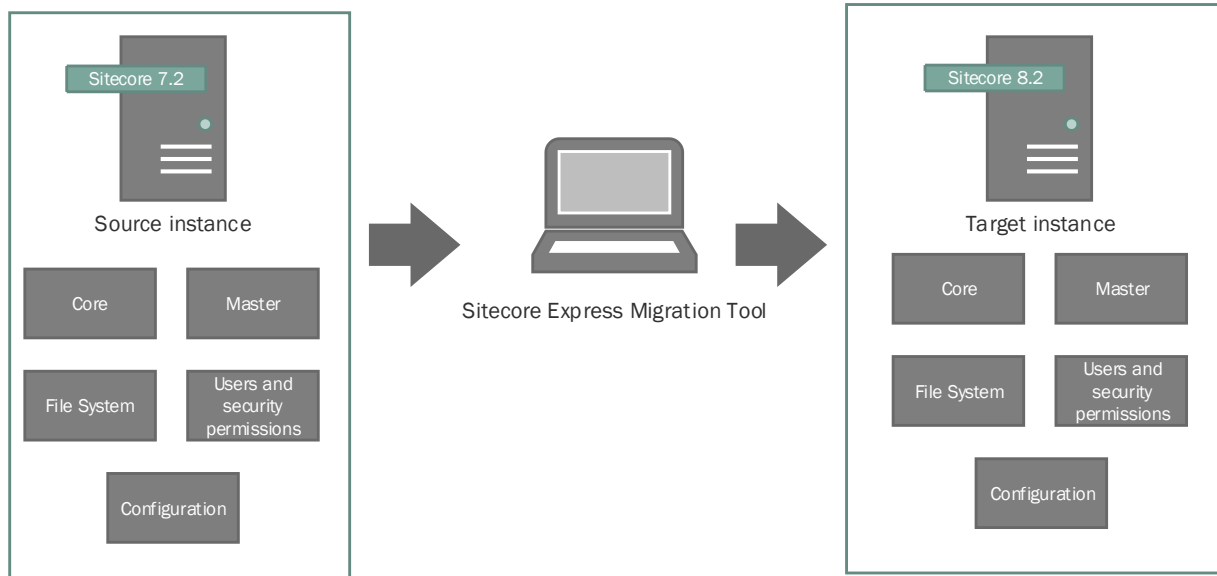 Sitecore 7.2
Source instance
Core
Master
File System
Users and
security
permissions
Configuration
Sitecore Express Migration Tool
Sitecore 8.2
Target instance
Core
Master
File System
Users and
security
permissions
Configuration